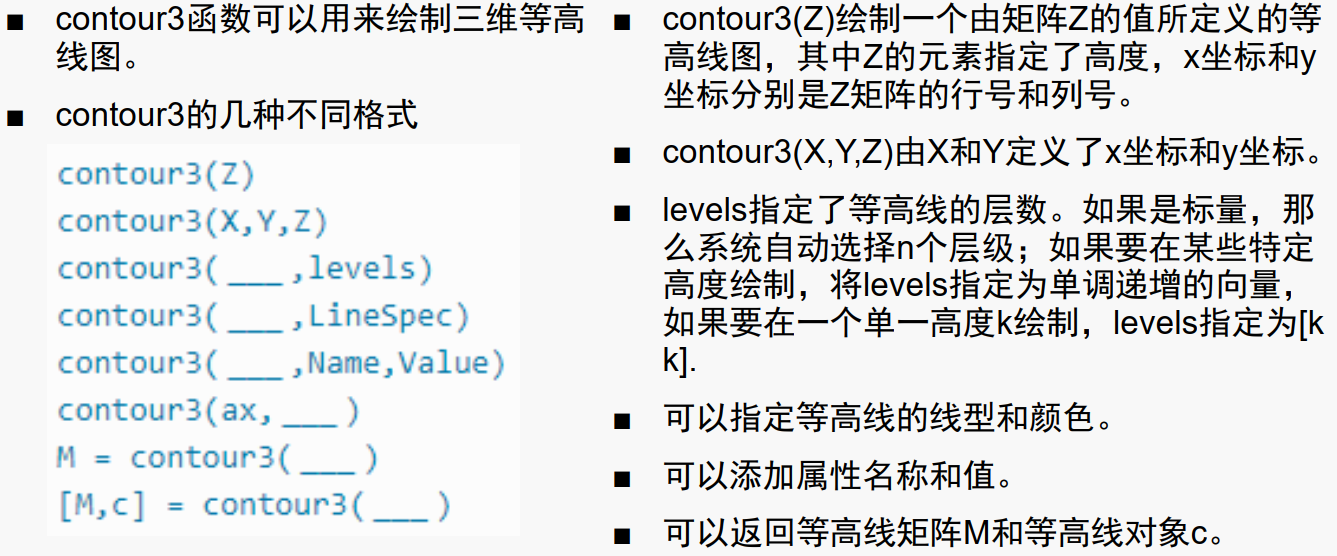 ■ contour3函数可以用来绘制三维等高
线图。
■ contour3的几种不同格式
contour3(Z)
contour3(X,Y,Z)
contour3( ___ ,levels)
contour3( ___ ,LineSpec)
contour3( ___ ,Name,Value)
contour3(ax, ___ )
M = contour3( ___ )
[M,c] = contour3( ___ )
■ contour3(Z)绘制一个由矩阵Z的值所定义的等
高线图，其中Z的元素指定了高度，x坐标和y
坐标分别是Z矩阵的行号和列号。
■ contour3(X,Y,Z)由X和Y定义了x坐标和y坐标。
■ levels指定了等高线的层数。如果是标量，那
么系统自动选择n个层级；如果要在某些特定
高度绘制，将levels指定为单调递增的向量，
如果要在一个单一高度k绘制，levels指定为[k
k].
■ 可以指定等高线的线型和颜色。
■ 可以添加属性名称和值。
■ 可以返回等高线矩阵M和等高线对象c。